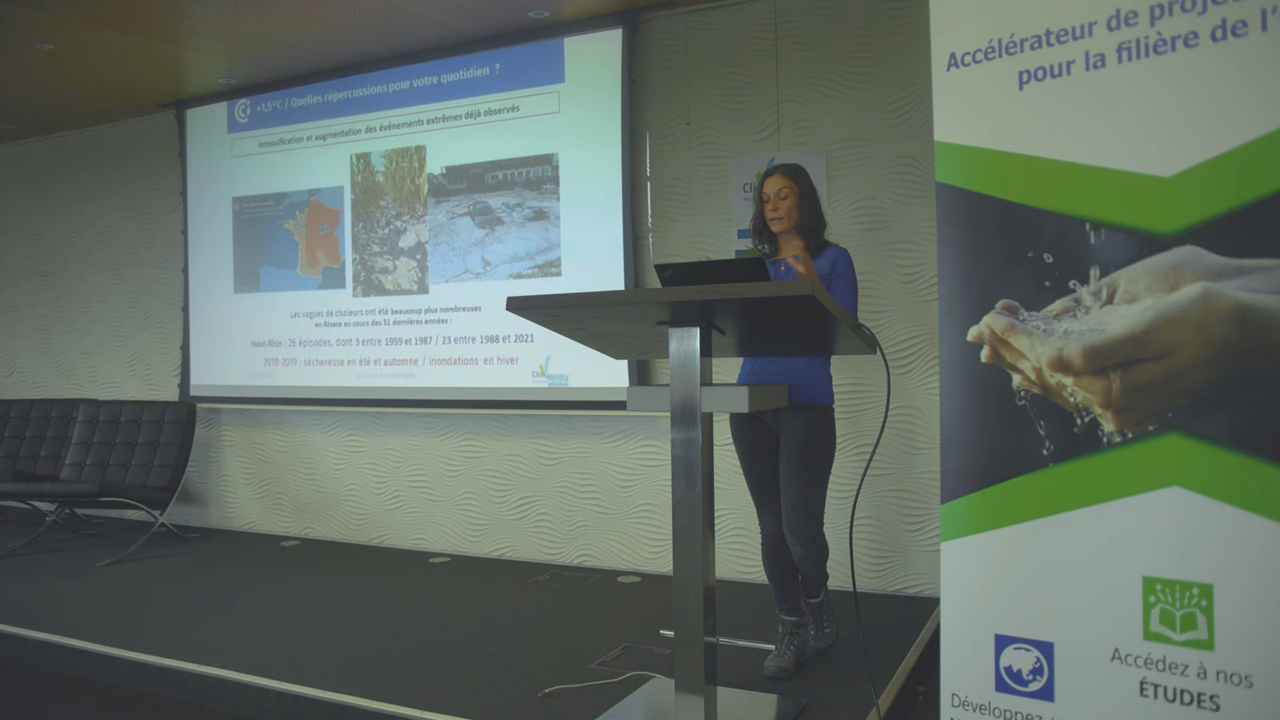 +1,5°C / Quelles répercussions pour votre quotidien ?
Intensification et augmentation des événements extrêmes déjà observés
Les vagues de chaleurs ont été beaucoup plus nombreuses
en Alsace au cours des 31 dernières années :
Haut-Rhin : 26 épisodes, dont 3 entre 1959 et 1987 / 23 entre 1988 et 2021
2010-2019 : sécheresse en été et automne / inondations en hiver
Accélérateur de
pour la filière de l'
Accédez à nos
ÉTUDES
Développez